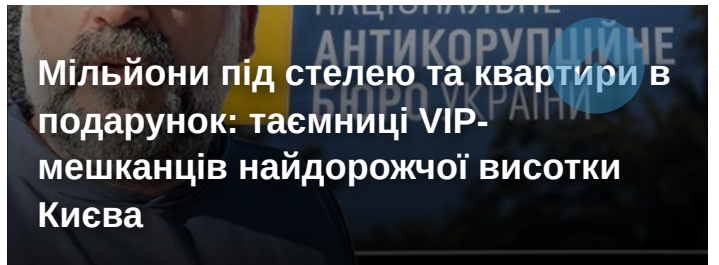 НАЦІОНАЛЬНЕ
АНТИКОРУПЦІЙНЕ
БЮРО УКРАЇНИ
Мільйони під стелею та квартири в
подарунок: таємниці VIP-
мешканців найдорожчої висотки
Києва